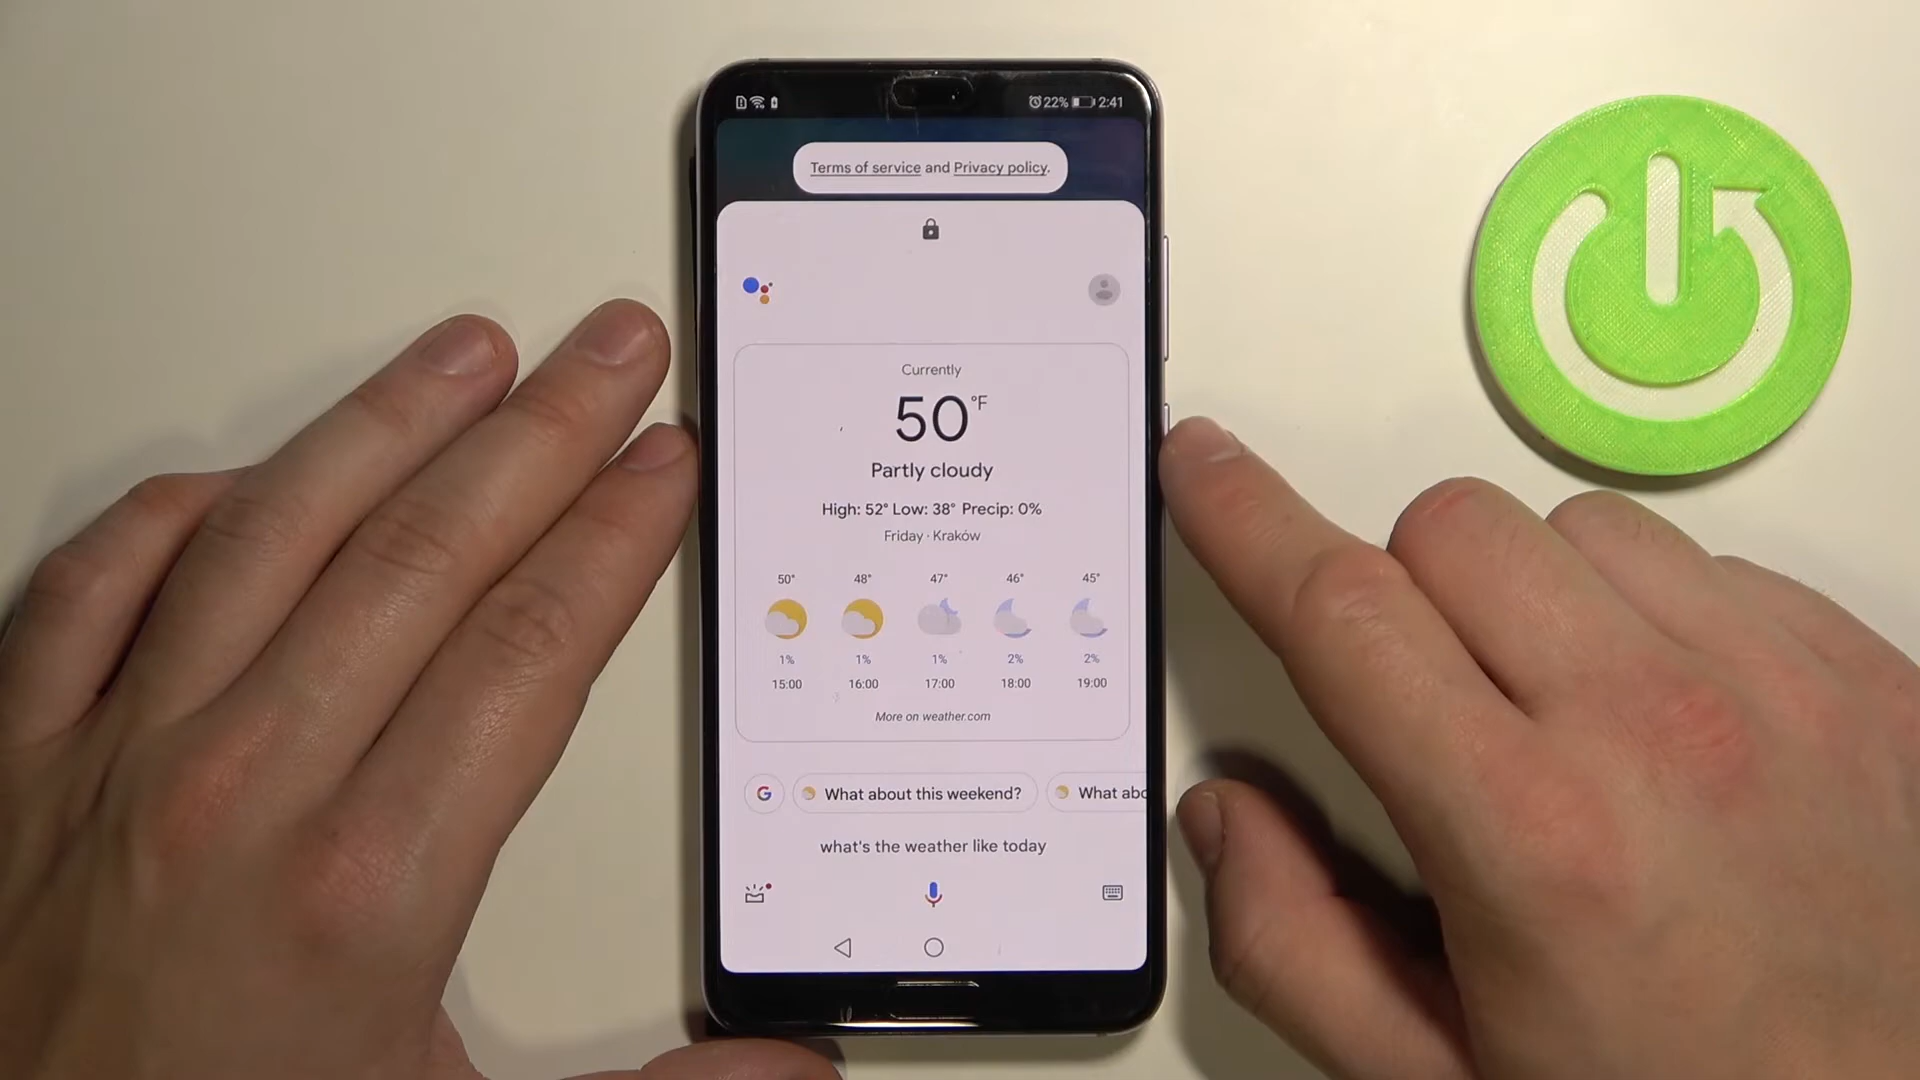 22% 2:41
Terms of service and Privacy policy.
Currently
50°F
Partly cloudy
High: 52° Low: 38° Precip: 0%
Friday · Kraków
50° 48° 47° 46° 45°
1% 1% 1% 2% 2%
15:00 16:00 17:00 18:00 19:00
More on weather.com
G What about this weekend? What abo
what's the weather like today